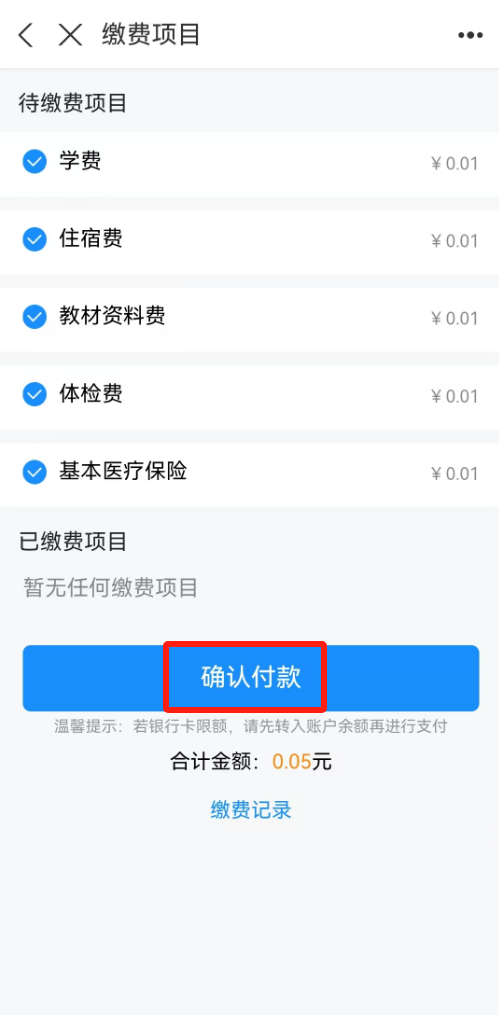 缴费项目
待缴费项目
学费 ¥0.01
住宿费 ¥0.01
教材资料费 ¥0.01
体检费 ¥0.01
基本医疗保险 ¥0.01
已缴费项目
暂无任何缴费项目
确认付款
温馨提示：若银行卡限额，请先转入账户余额再进行支付
合计金额：0.05元
缴费记录